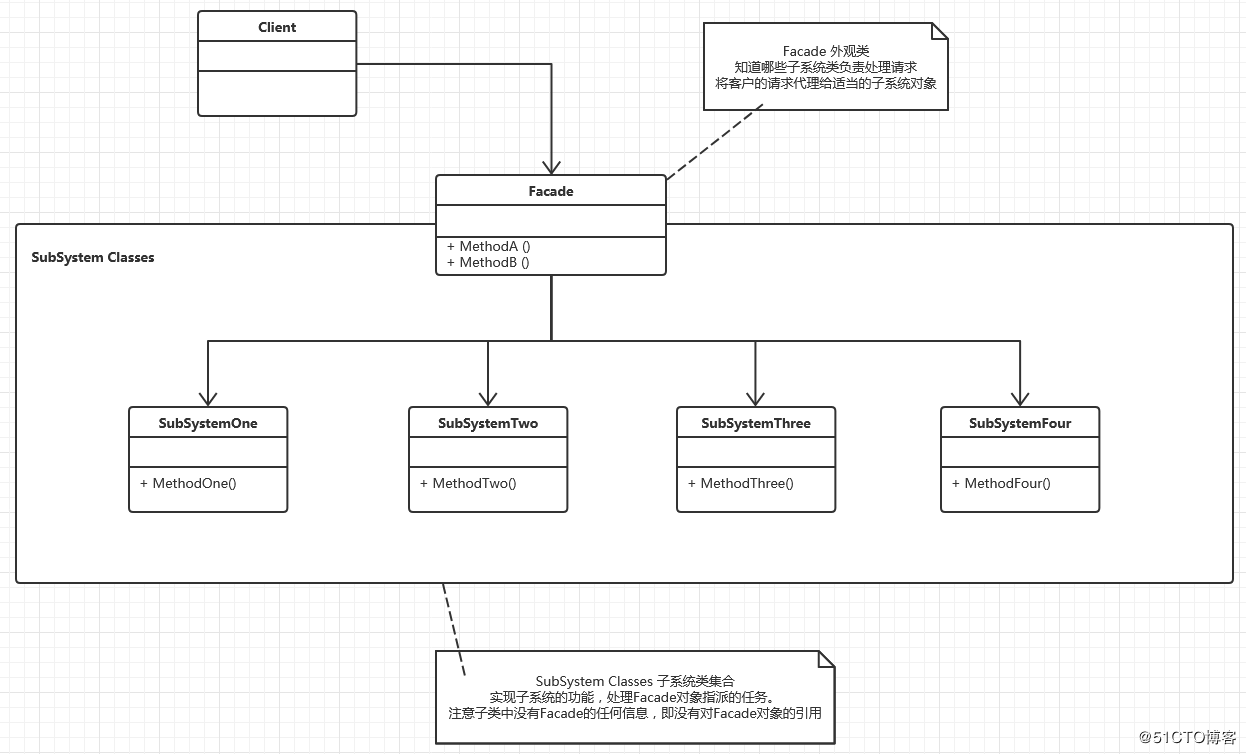 Client
Facade 外观类
知道哪些子系统类负责处理请求
将客户的请求代理给适当的子系统对象
Facade
+ MethodA ()
+ MethodB ()
SubSystem Classes
SubSystemOne
+ MethodOne()
SubSystemTwo
+ MethodTwo()
SubSystemThree
+ MethodThree()
SubSystemFour
+ MethodFour()
SubSystem Classes 子系统类集合
实现子系统的功能，处理Facade对象指派的任务。
注意子类中没有Facade的任何信息，即没有对Facade对象的引用
@51CTO博客